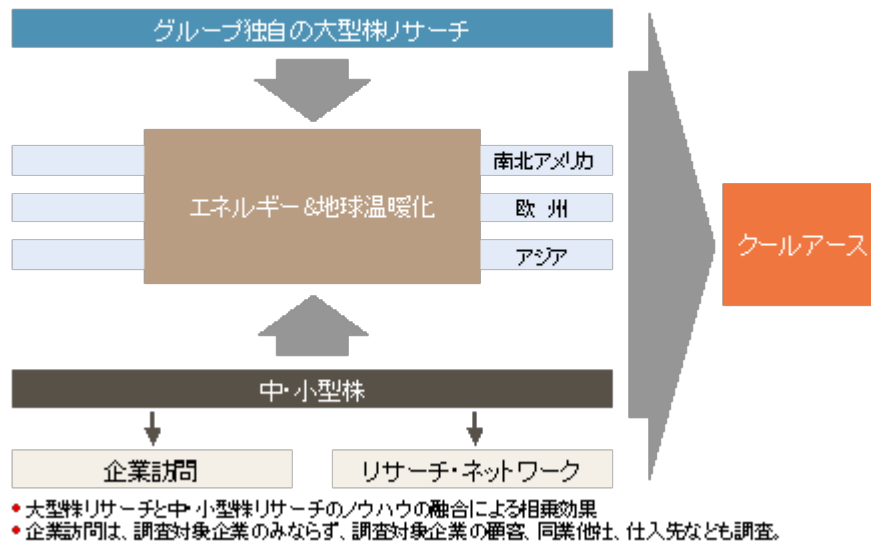 グループ独自の大型株リサーチ
南北アメリカ
エネルギー&地球温暖化
欧 州
アジア
クールアース
中・小型株
企業訪問
リサーチ・ネットワーク
• 大型株リサーチと中・小型株リサーチのノウハウの融合による相乗効果
• 企業訪問は、調査対象企業のみならず、調査対象企業の顧客、同業他社、仕入先なども調査。